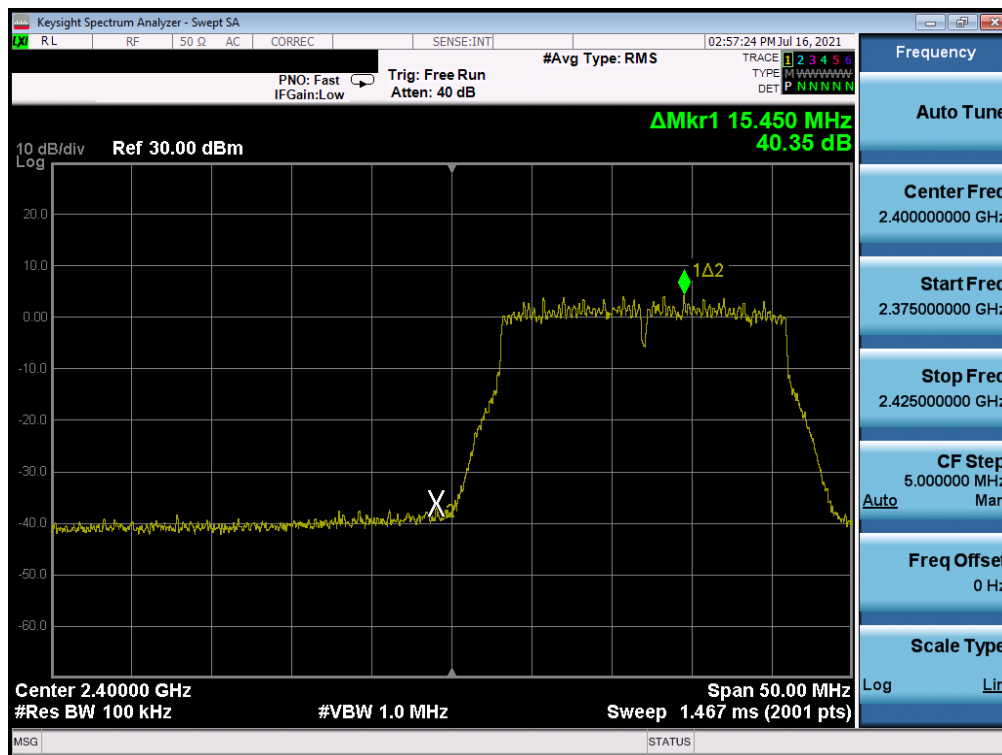 Keysight Spectrum Analyzer - Swept SA
LXI RL RF 50 Ω AC CORREC SENSE:INT 02:57:24 PM Jul 16, 2021
Frequency
#Avg Type: RMS
TRACE 1 2 3 4 5 6
PNO: Fast Trig: Free Run TYPE M WWWWW
IFGain:Low Atten: 40 dB DET P N N N N N
Auto Tune
ΔMkr1 15.450 MHz
10 dB/div Ref 30.00 dBm 40.35 dB
Log
Center Freq
2.400000000 GHz
20.0
10.0
1Δ2
Start Freq
2.375000000 GHz
0.00
-10.0
Stop Freq
2.425000000 GHz
-20.0
-30.0
CF Step
5.000000 MHz
Auto Man
X
-40.0
-50.0
Freq Offset
0 Hz
-60.0
Scale Type
Log Lin
Center 2.40000 GHz Span 50.00 MHz
#Res BW 100 kHz #VBW 1.0 MHz Sweep 1.467 ms (2001 pts)
MSG STATUS